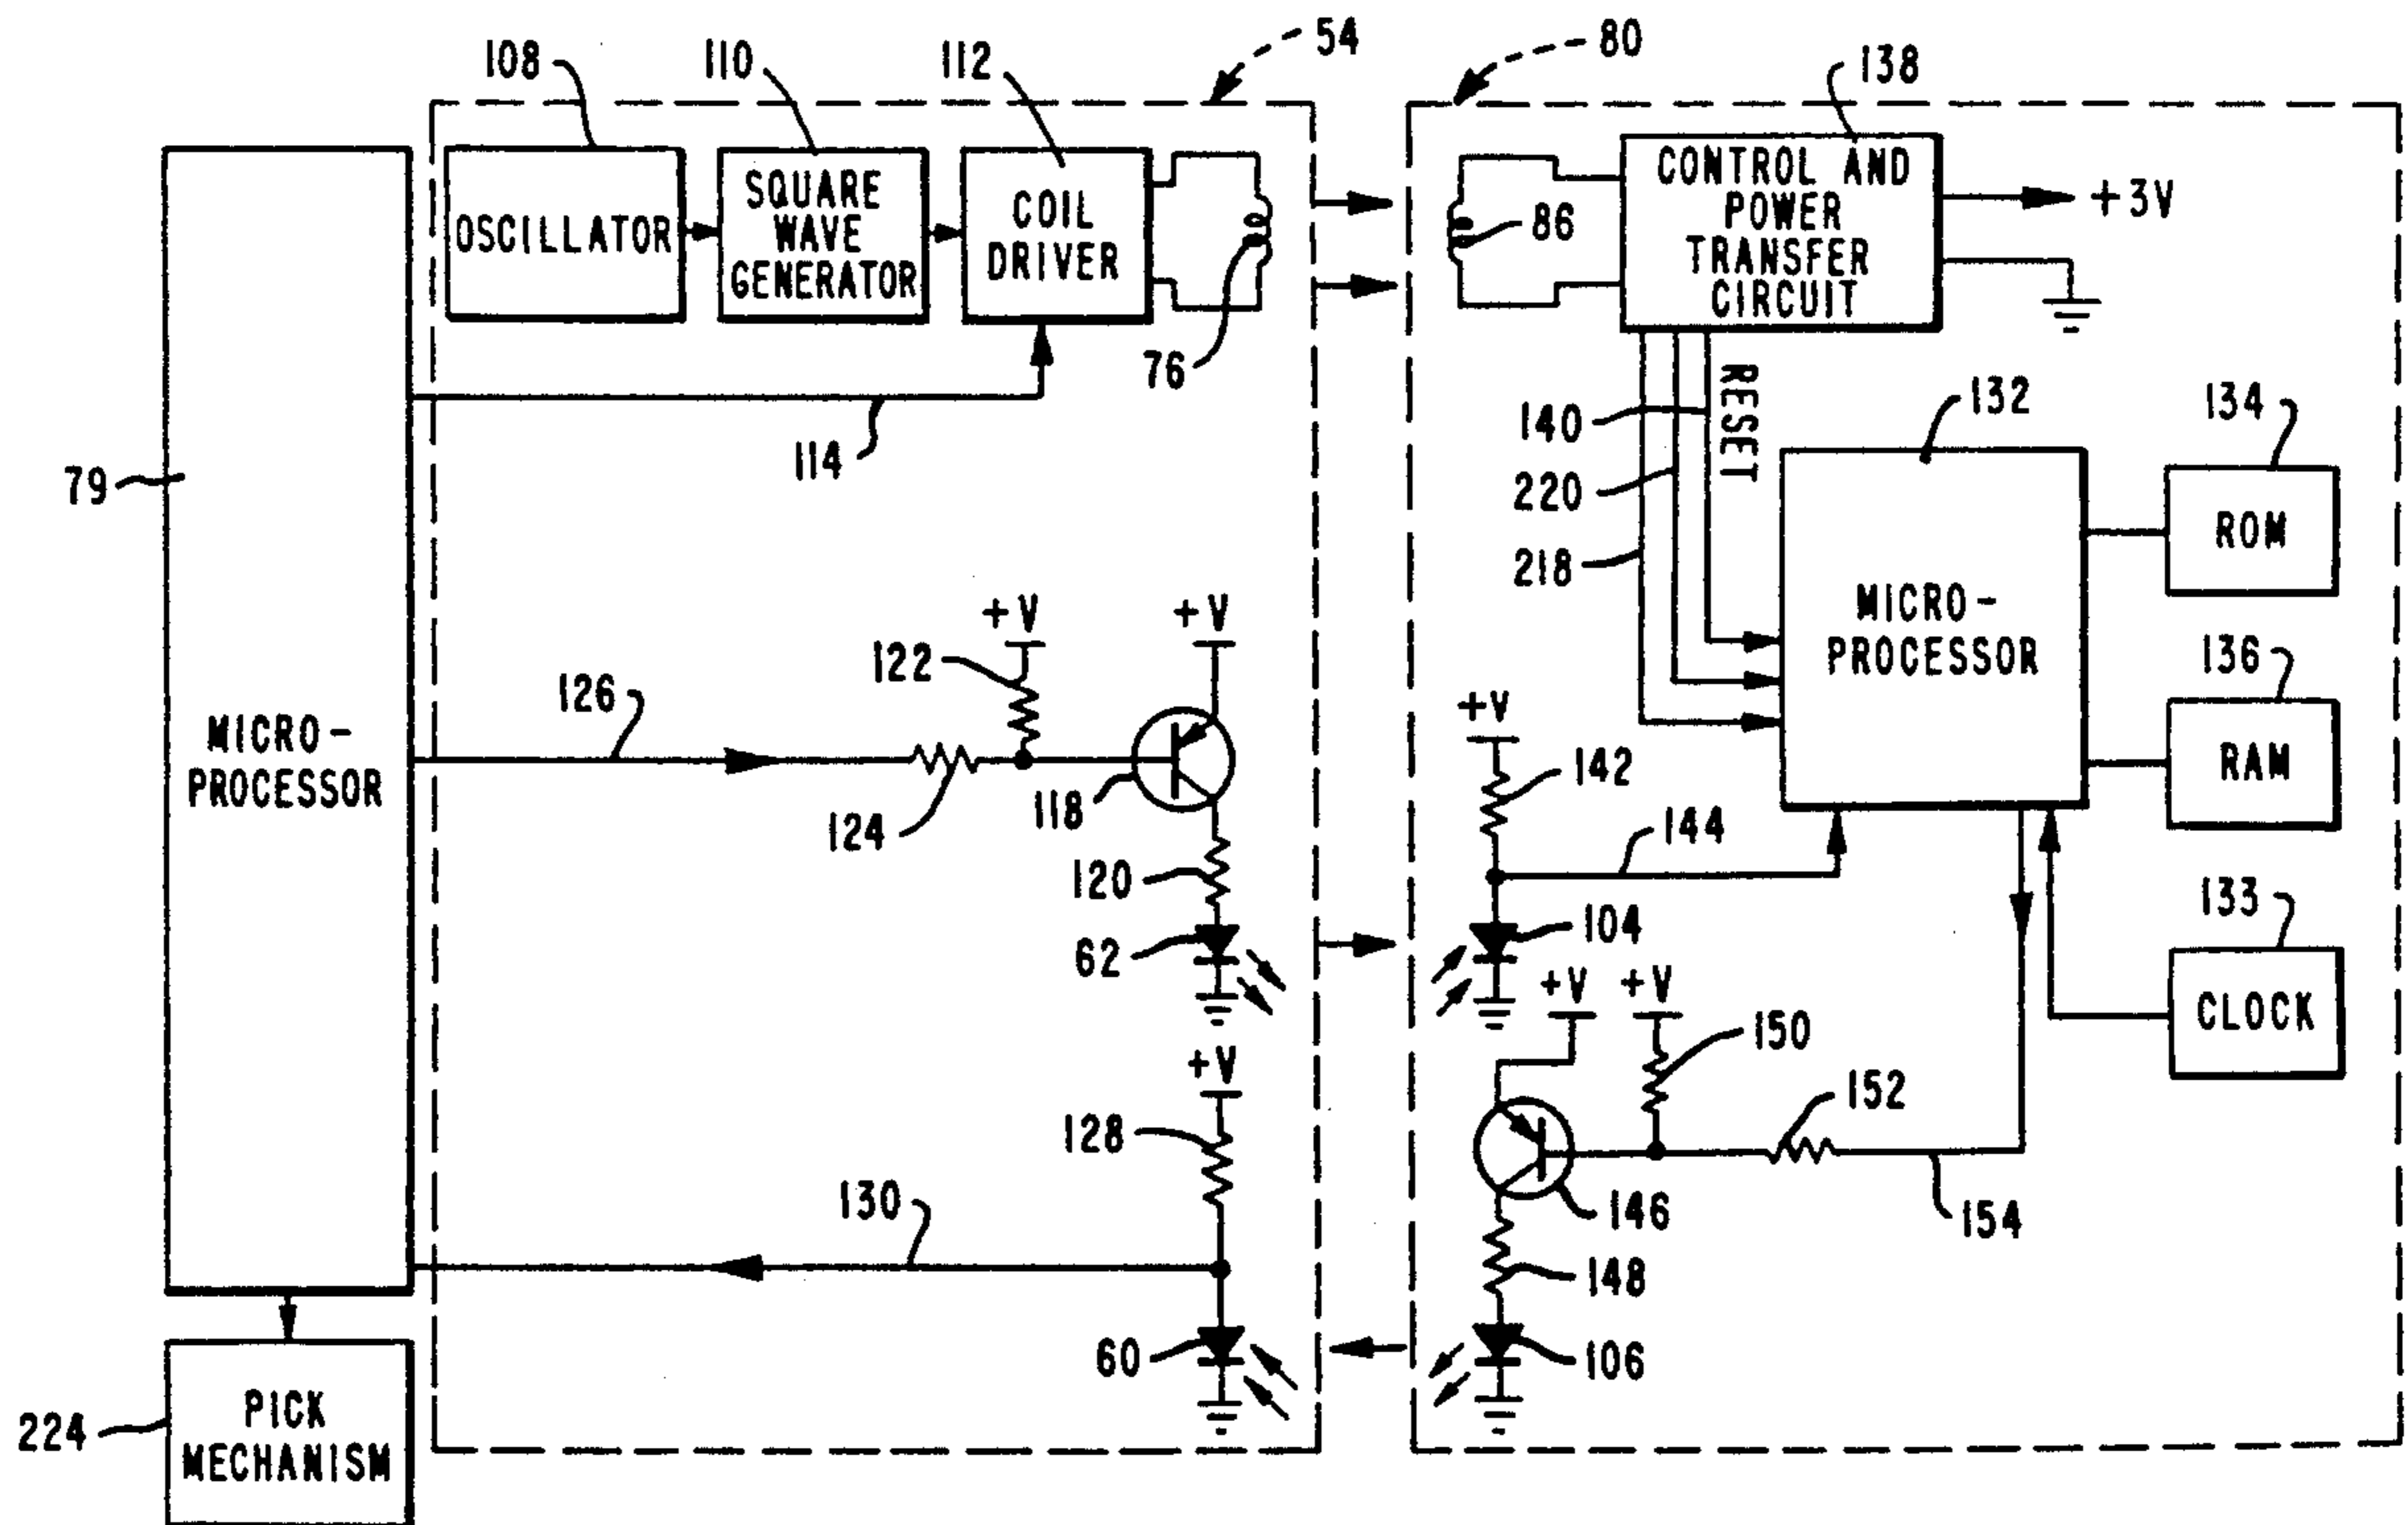 108
110
112
54
80
138
OSCILLATOR
SQUARE
WAVE
GENERATOR
COIL
DRIVER
76
86
CONTROL AND
POWER
TRANSFER
CIRCUIT
+3V
114
79
MICRO-
PROCESSOR
140
RESET
220
218
132
MICRO-
PROCESSOR
134
ROM
136
RAM
133
CLOCK
126
122
+V
+V
124
118
120
62
+V
142
144
104
+V
+V
150
152
146
154
148
106
+V
128
130
60
224
PICK
MECHANISM